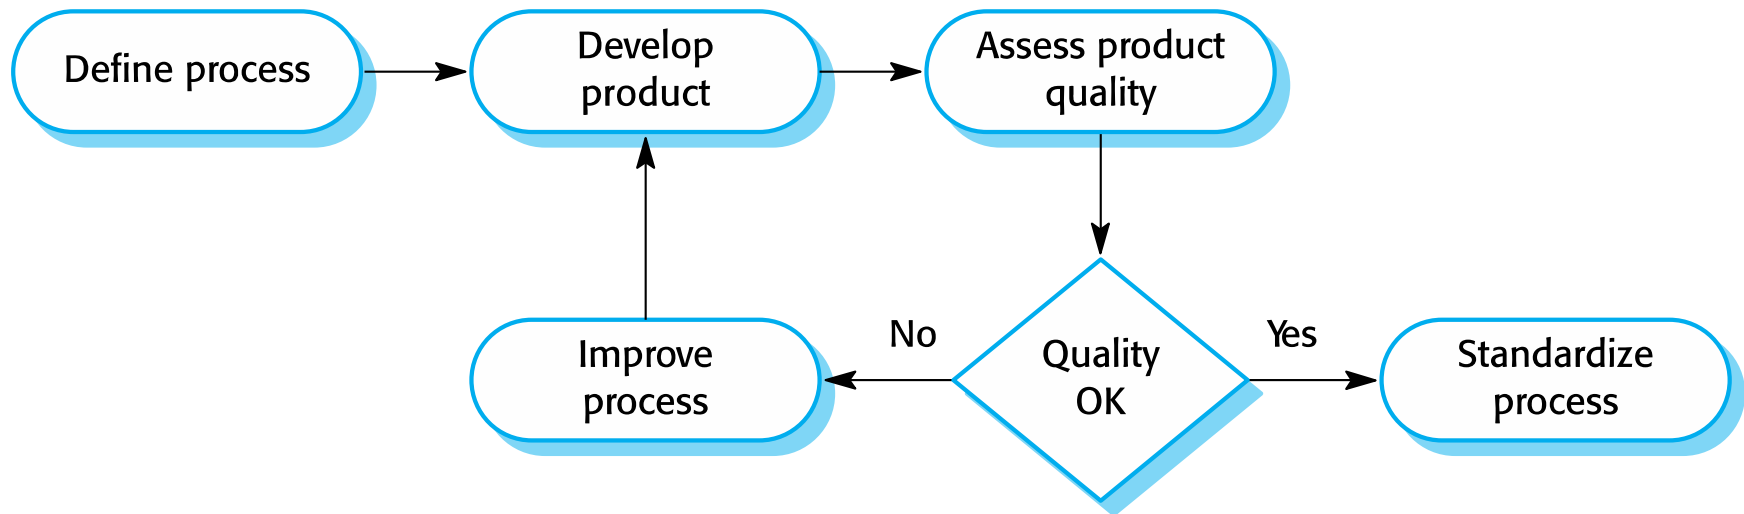 Define process
Develop
product
Assess product
quality
Improve
process
No
Quality
OK
Yes
Standardize
process